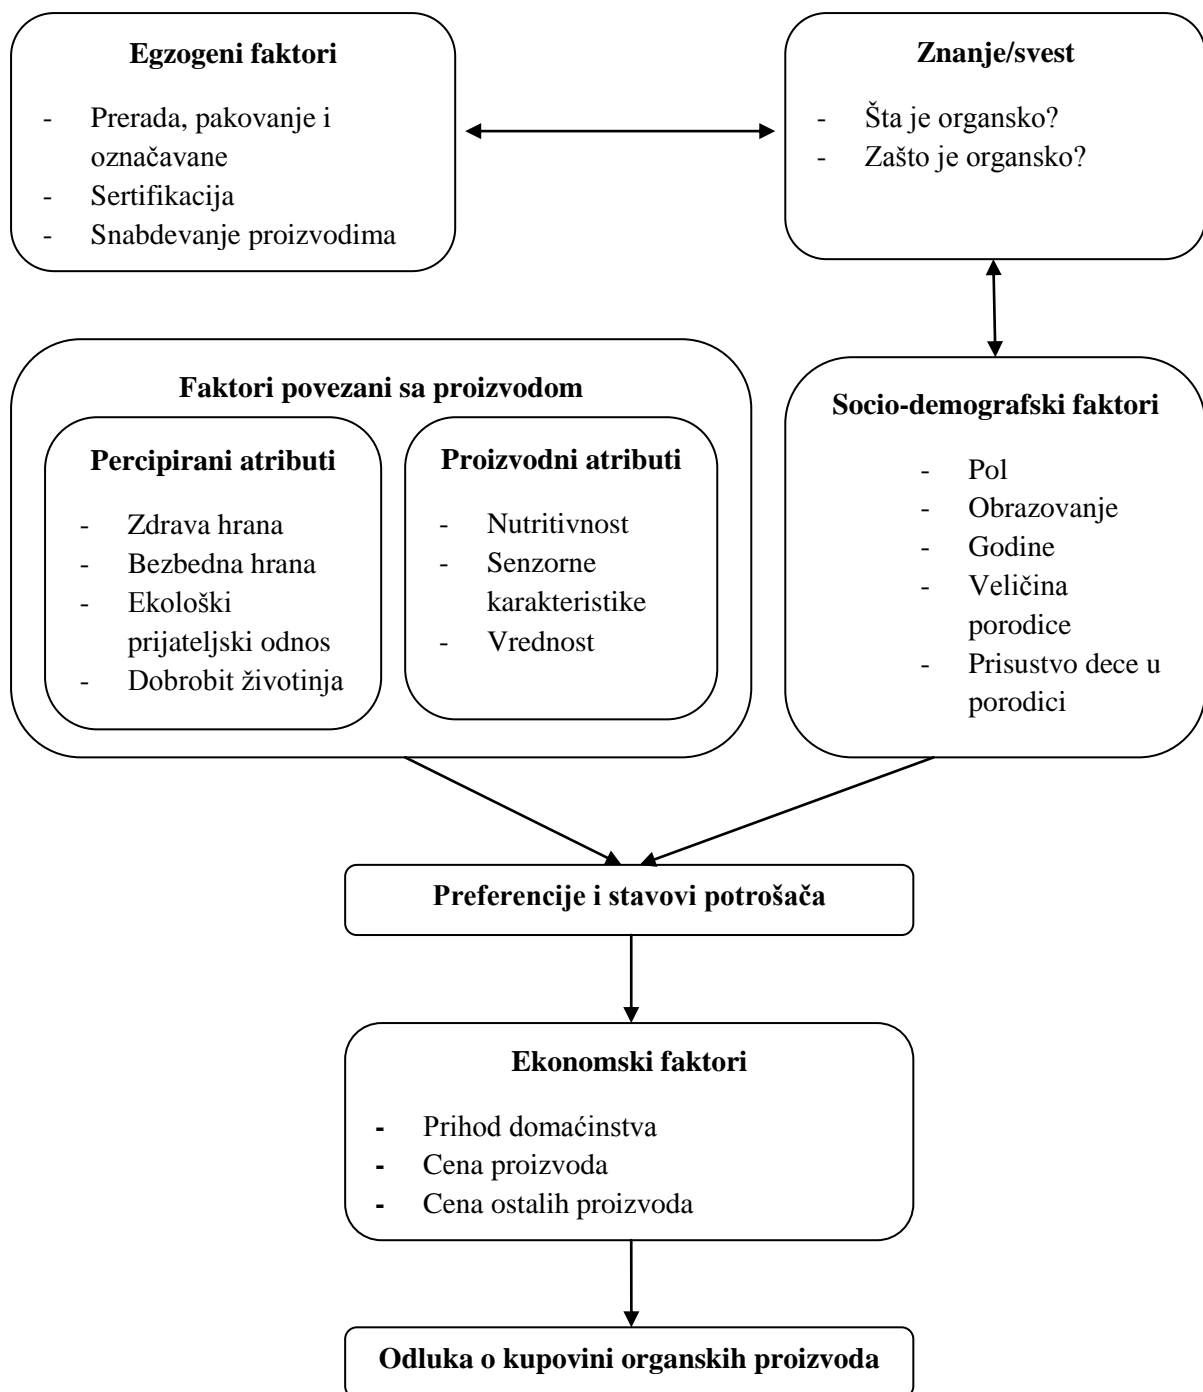 Egzogeni faktori
- Prerada, pakovanje i
označavane
- Sertifikacija
- Snabdevanje proizvodima
Znanje/svest
- Šta je organsko?
- Zašto je organsko?
Faktori povezani sa proizvodom
Percipirani atributi
- Zdrava hrana
- Bezbedna hrana
- Ekološki
prijateljski odnos
- Dobrobit životinja
Proizvodni atributi
- Nutritivnost
- Senzorne
karakteristike
- Vrednost
Socio-demografski faktori
- Pol
- Obrazovanje
- Godine
- Veličina
porodice
- Prisustvo dece u
porodici
Preferencije i stavovi potrošača
Ekonomski faktori
- Prihod domaćinstva
- Cena proizvoda
- Cena ostalih proizvoda
Odluka o kupovini organskih proizvoda